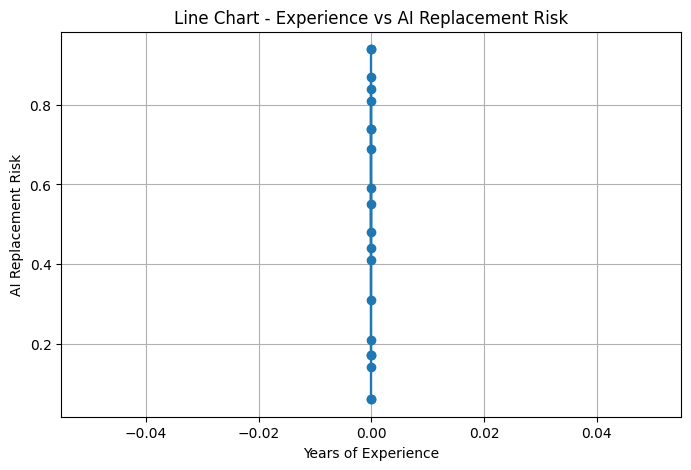 Line Chart - Experience vs AI Replacement Risk
AI Replacement Risk
0.8
0.6
0.4
0.2
−0.04 −0.02 0.00 0.02 0.04
Years of Experience